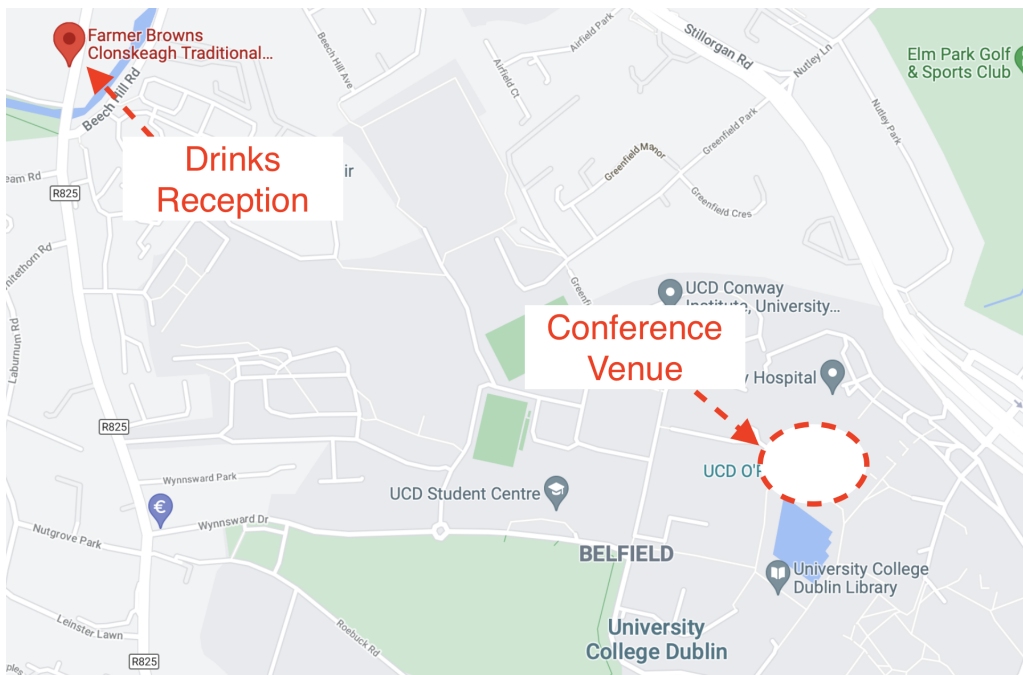 Farmer Browns
Clonskeagh Traditional...
Beech Hill Rd
Beech Hill Ave
Airfield Park
Airfield Ct
Stillorgan Rd
Nutley Ln
Elm Park Golf
& Sports Club
Nutley Park
Greenfield Park
Greenfield Manor
Greenfield Cres
Drinks
Reception
R825
Laburnum Rd
UCD Conway
Institute, University...
Conference
Venue
Hospital
R825
UCD
UCD Student Centre
Wynnsward Park
Wynnsward Dr
€
Nutgrove Park
BELFIELD
University College
Dublin Library
Leinster Lawn
Roebuck Rd
University
College Dublin
R825